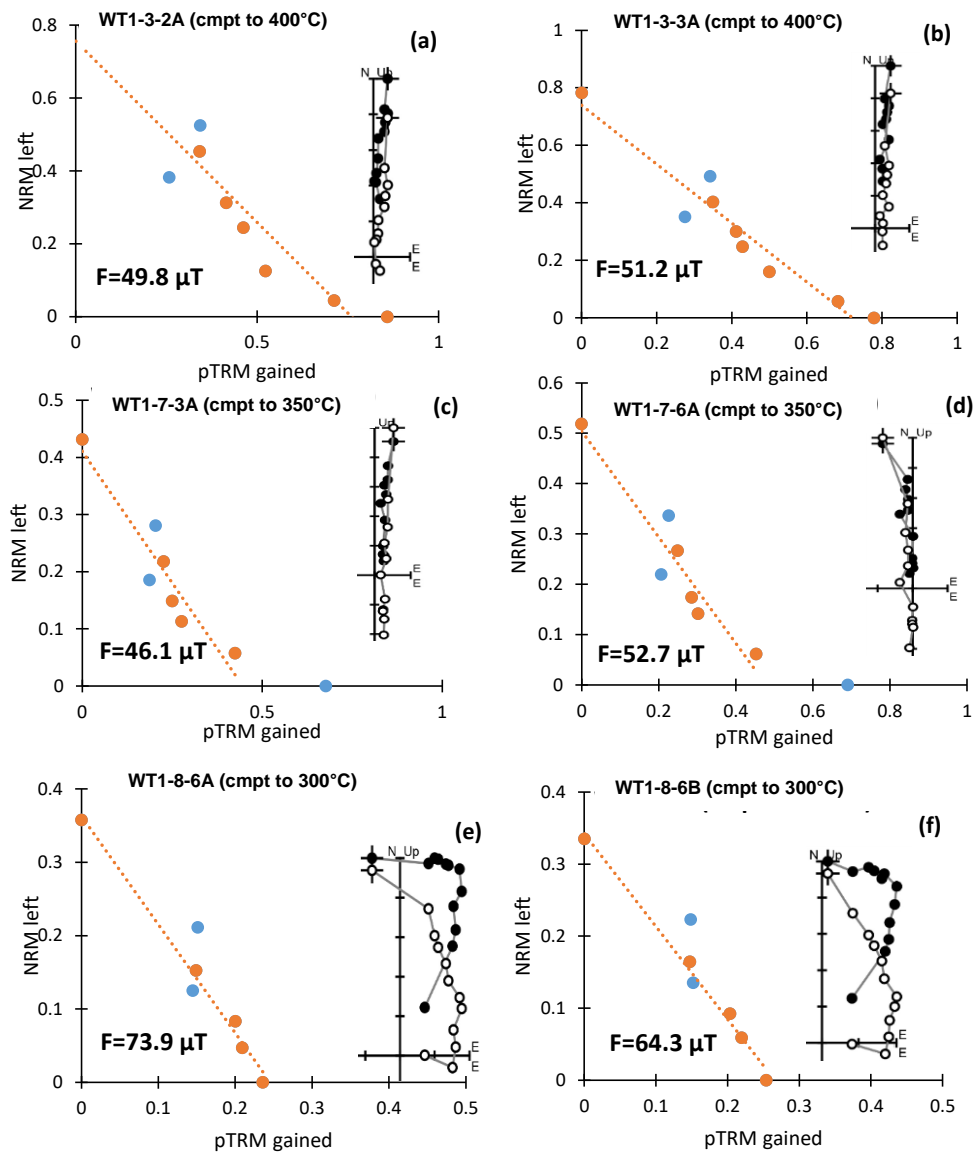 WT1-3-2A (cmpt to 400°C)
(a)
N Up
E
E
F=49.8 µT
NRM left
0.8
0.6
0.4
0.2
0
0 0.5 1
pTRM gained
WT1-3-3A (cmpt to 400°C)
(b)
N Up
E
E
F=51.2 µT
NRM left
1
0.8
0.6
0.4
0.2
0
0 0.2 0.4 0.6 0.8 1
pTRM gained
WT1-7-3A (cmpt to 350°C)
(c)
Up
E
E
F=46.1 µT
NRM left
0.5
0.4
0.3
0.2
0.1
0
0 0.5 1
pTRM gained
WT1-7-6A (cmpt to 350°C)
(d)
N Up
E
E
F=52.7 µT
NRM left
0.6
0.5
0.4
0.3
0.2
0.1
0
0 0.2 0.4 0.6 0.8 1
pTRM gained
WT1-8-6A (cmpt to 300°C)
(e)
N Up
E
E
F=73.9 µT
NRM left
0.4
0.3
0.2
0.1
0
0 0.1 0.2 0.3 0.4 0.5
pTRM gained
WT1-8-6B (cmpt to 300°C)
(f)
N Up
E
E
F=64.3 µT
NRM left
0.4
0.3
0.2
0.1
0
0 0.1 0.2 0.3 0.4 0.5
pTRM gained